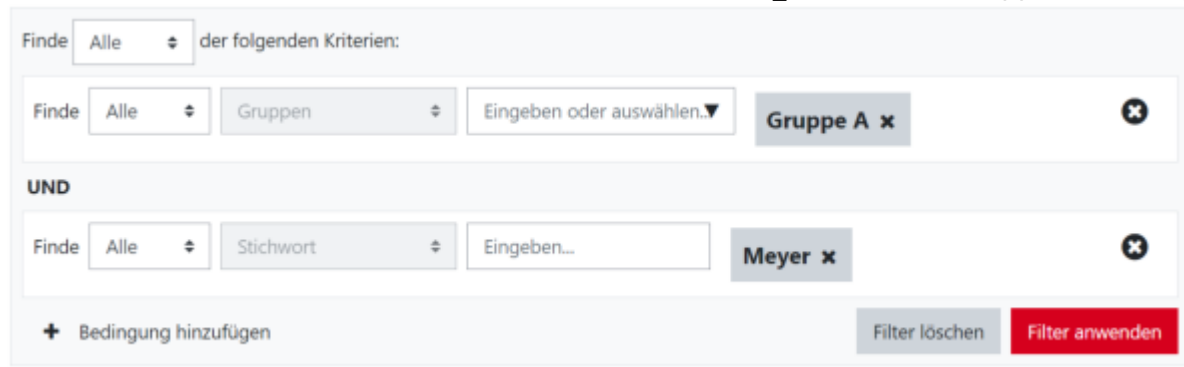 Finde Alle der folgenden Kriterien:
Finde Alle Gruppen Eingeben oder auswählen.. Gruppe A ×
UND
Finde Alle Stichwort Eingeben... Meyer ×
+ Bedingung hinzufügen Filter löschen Filter anwenden